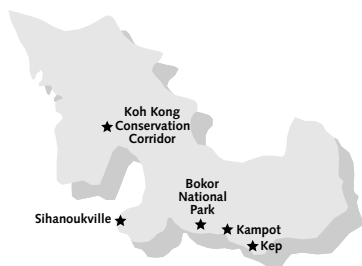 Koh Kong
Conservation
Corridor
Bokor
National
Park
Sihanoukville
Kampot
Kep